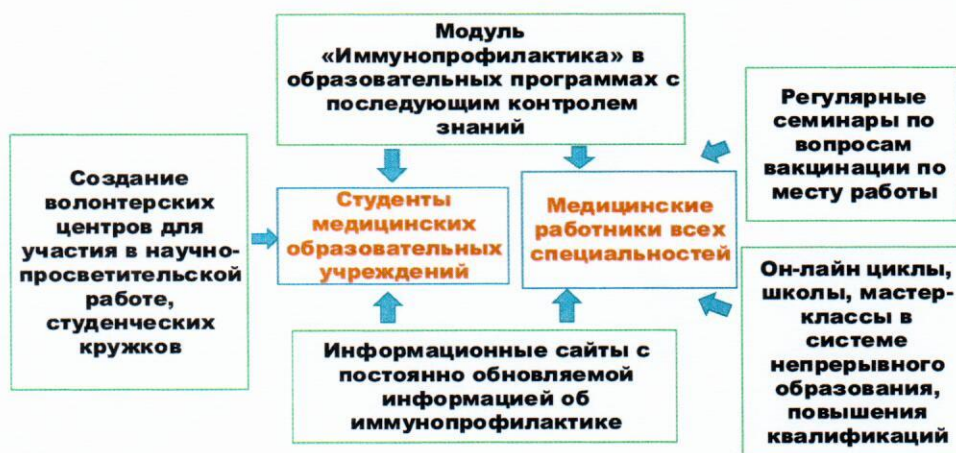 Модуль
«Иммунопрофилактика» в
образовательных программах с
последующим контролем
знаний
Регулярные
семинары по
вопросам
вакцинации по
месту работы
Создание
волонтерских
центров для
участия в научно-
просветительской
работе,
студенческих
кружков
Студенты
медицинских
образовательных
учреждений
Медицинские
работники всех
специальностей
Он-лайн циклы,
школы, мастер-
классы в
системе
непрерывного
образования,
повышения
квалификаций
Информационные сайты с
постоянно обновляемой
информацией об
иммунопрофилактике